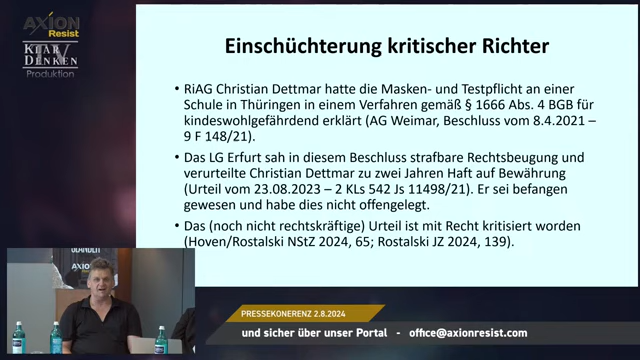 AXION
Resist
KLAR
DENKEN
TV
Produktion
Einschüchterung kritischer Richter
• RiAG Christian Dettmar hatte die Masken- und Testpflicht an einer
Schule in Thüringen in einem Verfahren gemäß § 1666 Abs. 4 BGB für
kindeswohlgefährdend erklärt (AG Weimar, Beschluss vom 8.4.2021 –
9 F 148/21).
• Das LG Erfurt sah in diesem Beschluss strafbare Rechtsbeugung und
verurteilte Christian Dettmar zu zwei Jahren Haft auf Bewährung
(Urteil vom 23.08.2023 – 2 KLs 542 Js 11498/21). Er sei befangen
gewesen und habe dies nicht offengelegt.
• Das (noch nicht rechtskräftige) Urteil ist mit Recht kritisiert worden
(Hoven/Rostalski NStZ 2024, 65; Rostalski JZ 2024, 139).
AXION
PRESSEKONFERENZ 2.8.2024
und sicher über unser Portal - office@axionresist.com